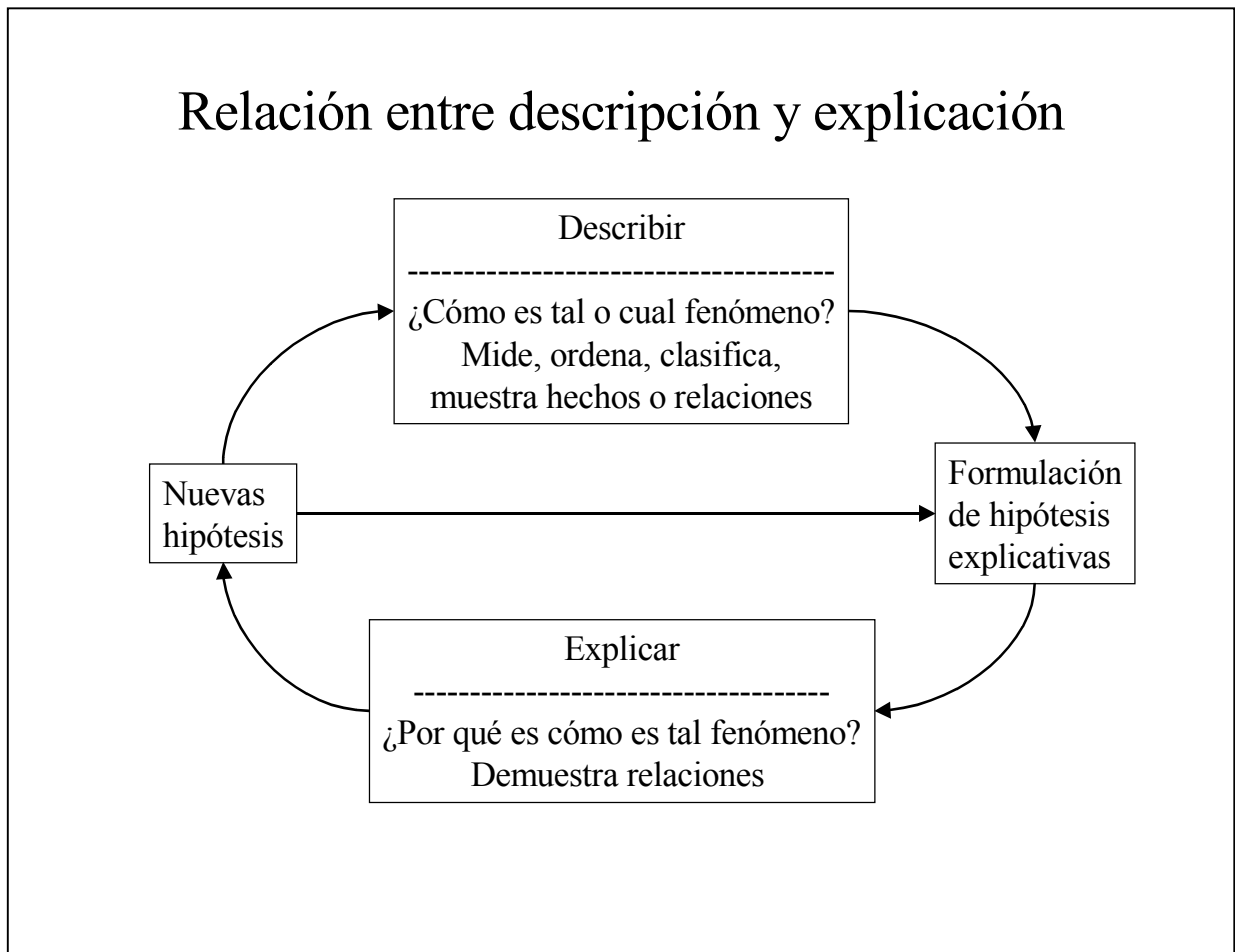 Relación entre descripción y explicación
Describir
--------------------------------------
¿Cómo es tal o cual fenómeno?
Mide, ordena, clasifica,
muestra hechos o relaciones
Nuevas
hipótesis
Formulación
de hipótesis
explicativas
Explicar
-------------------------------------
¿Por qué es cómo es tal fenómeno?
Demuestra relaciones